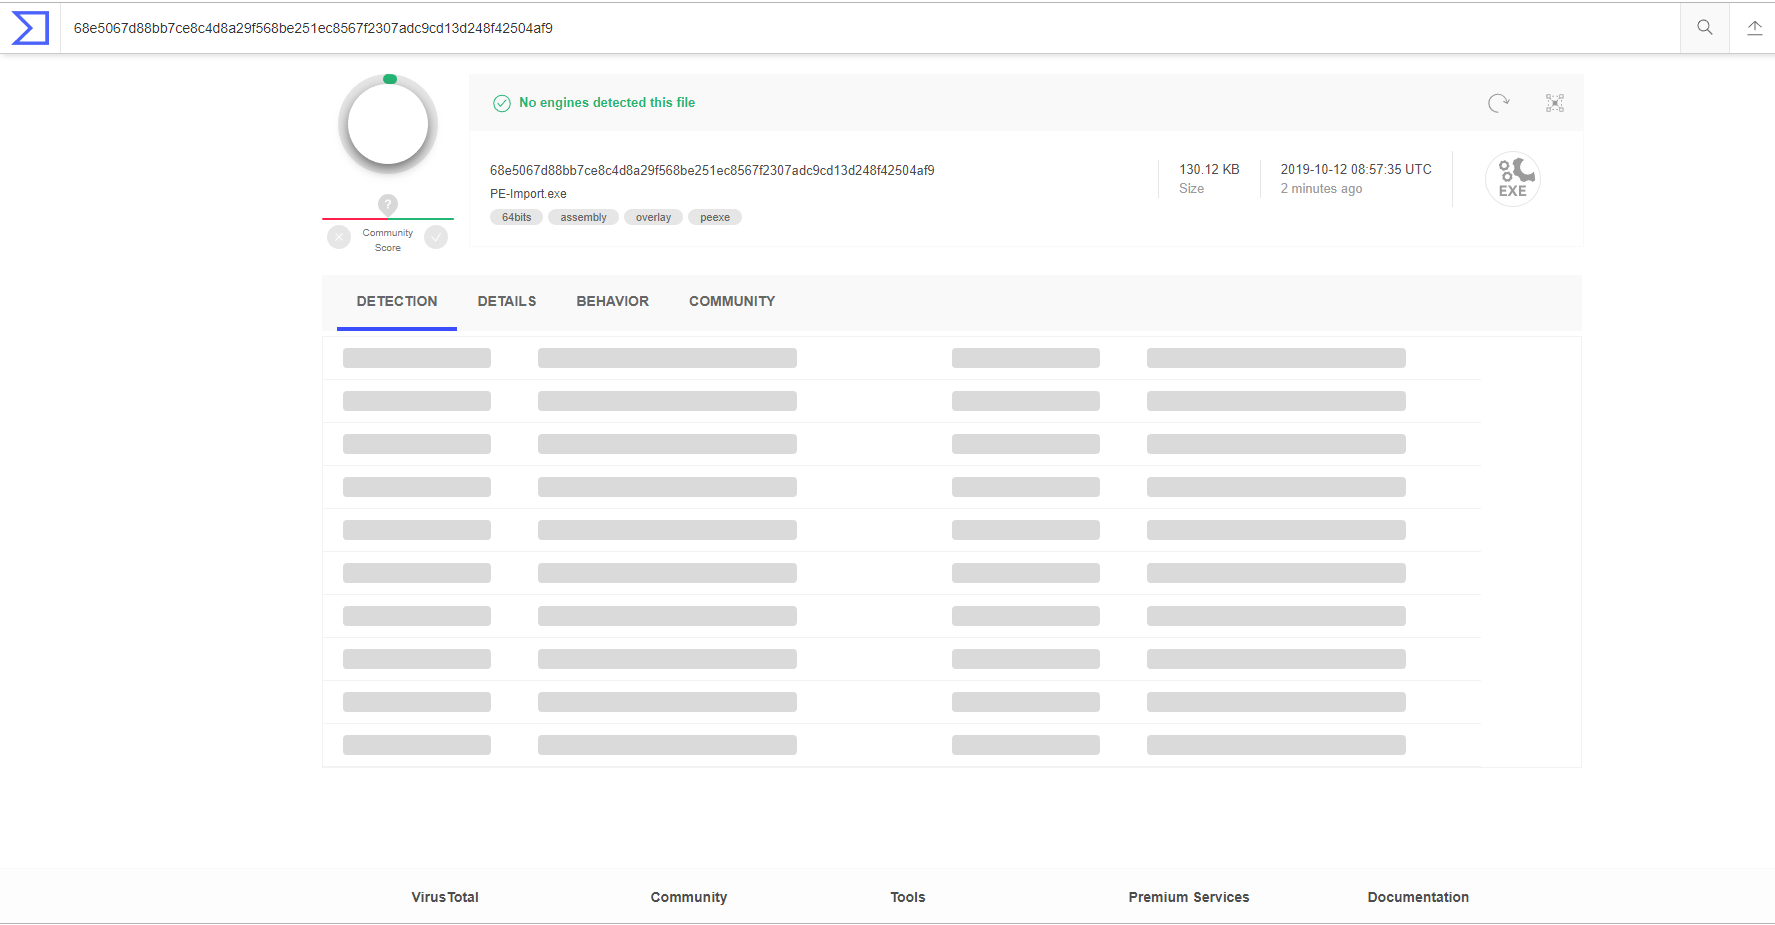 68e5067d88bb7ce8c4d8a29f568be251ec8567f2307adc9cd13d248f42504af9
No engines detected this file
68e5067d88bb7ce8c4d8a29f568be251ec8567f2307adc9cd13d248f42504af9
PE-Import.exe
64bits assembly overlay peexe
130.12 KB
Size
2019-10-12 08:57:35 UTC
2 minutes ago
EXE
?
Community
Score
DETECTION DETAILS BEHAVIOR COMMUNITY
VirusTotal Community Tools Premium Services Documentation